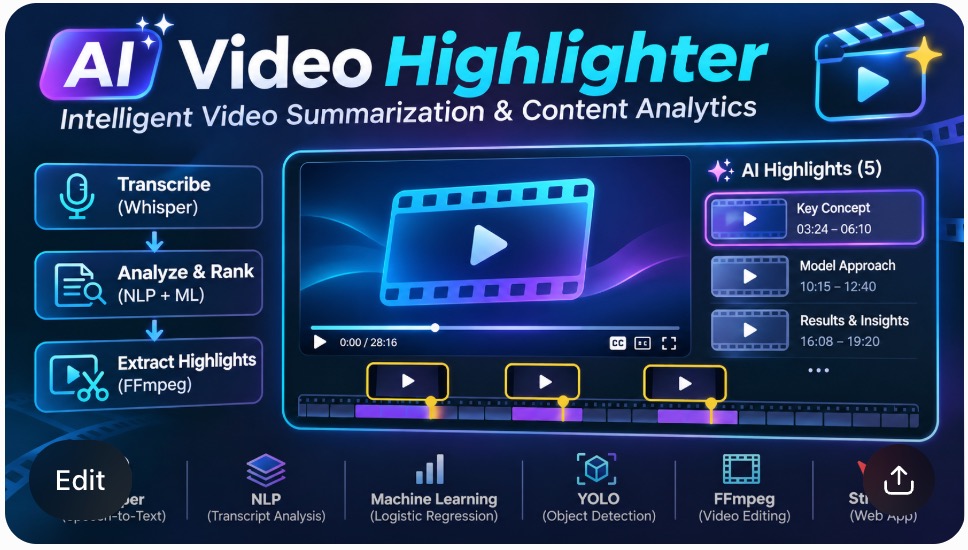 AI Video Highlighter
Intelligent Video Summarization & Content Analytics
Transcribe
(Whisper)
Analyze & Rank
(NLP + ML)
Extract Highlights
(FFmpeg)
0:00 / 28:16
CC
AI Highlights (5)
Key Concept
03:24 – 06:10
Model Approach
10:15 – 12:40
Results & Insights
16:08 – 19:20
Edit
NLP
(Transcript Analysis)
Machine Learning
(Logistic Regression)
YOLO
(Object Detection)
FFmpeg
(Video Editing)
(Web App)